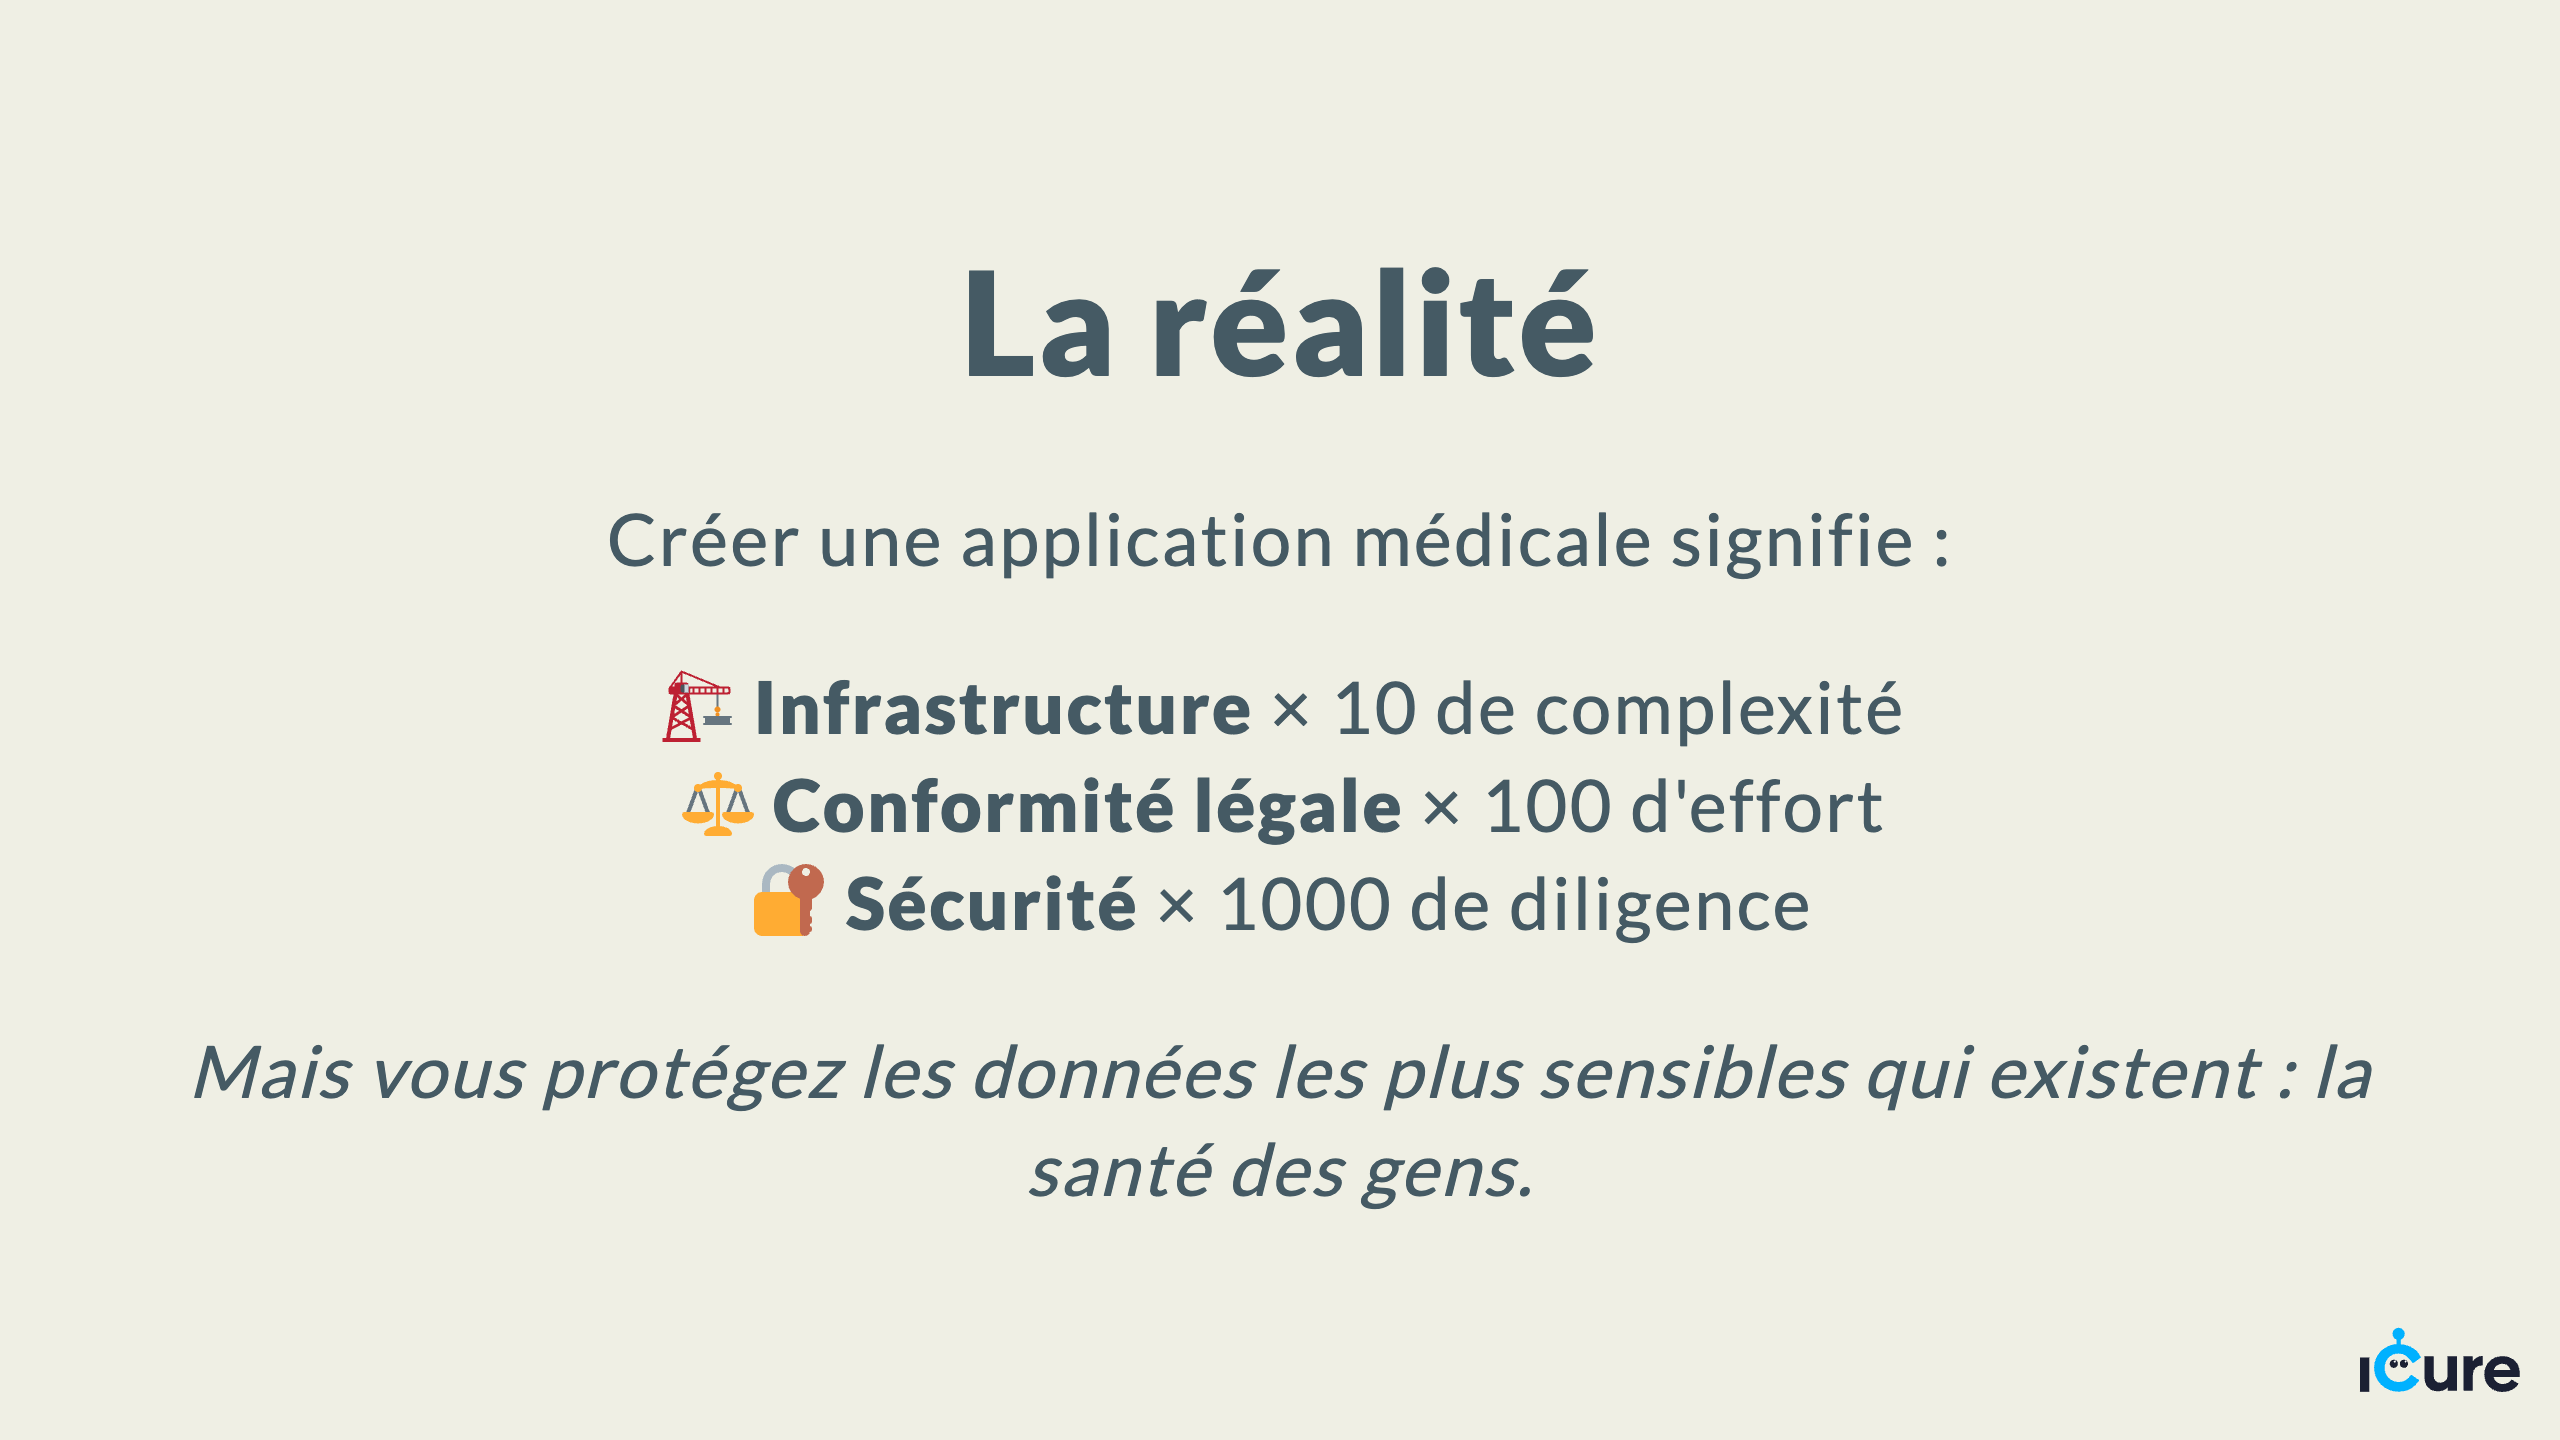 La réalité
Créer une application médicale signifie :
🏗️ Infrastructure × 10 de complexité
⚖️ Conformité légale × 100 d'effort
🔐 Sécurité × 1000 de diligence
Mais vous protégez les données les plus sensibles qui existent : la
santé des gens.
iCure